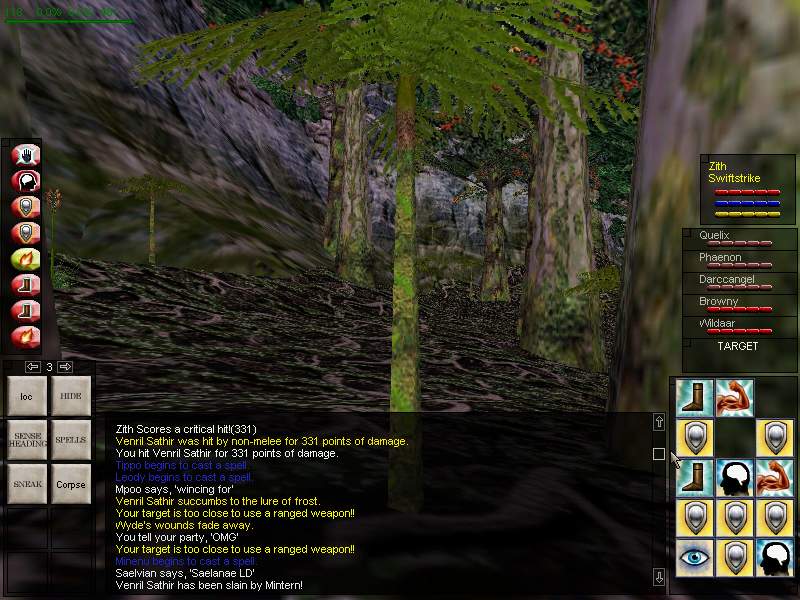 Zith
Swiftstrike
Quelix
Phaenon
Darccangel
Browny
Wildaar
TARGET
3
loc
HIDE
SENSE
HEADING
SPELLS
SNEAK
Corpse
Zith Scores a critical hit!(331)
Venril Sathir was hit by non-melee for 331 points of damage.
You hit Venril Sathir for 331 points of damage.
Tippo begins to cast a spell.
Leody begins to cast a spell.
Mpoo says, 'wincing for'
Venril Sathir succumbs to the lure of frost.
Your target is too close to use a ranged weapon!!
Wyde's wounds fade away.
You tell your party, 'OMG'
Your target is too close to use a ranged weapon!!
Minenu begins to cast a spell.
Saelvian says, 'Saelanae LD'
Venril Sathir has been slain by Mintern!